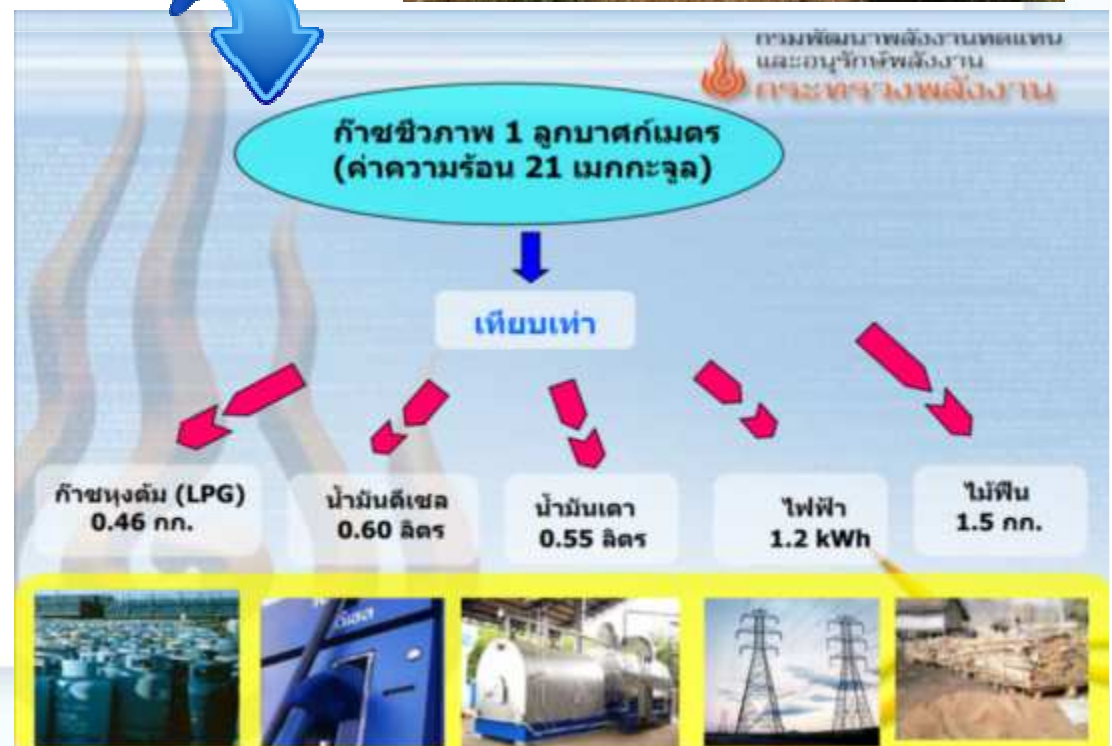 กรมพัฒนาพลังงานทดแทน
และอนุรักษ์พลังงาน
กระทรวงพลังงาน
ก๊าซชีวภาพ 1 ลูกบาศก์เมตร
(ค่าความร้อน 21 เมกกะจูล)
เทียบเท่า
ก๊าซหุงต้ม (LPG)
0.46 กก.
น้ำมันดีเซล
0.60 ลิตร
น้ำมันเตา
0.55 ลิตร
ไฟฟ้า
1.2 kWh
ไม้ฟืน
1.5 กก.